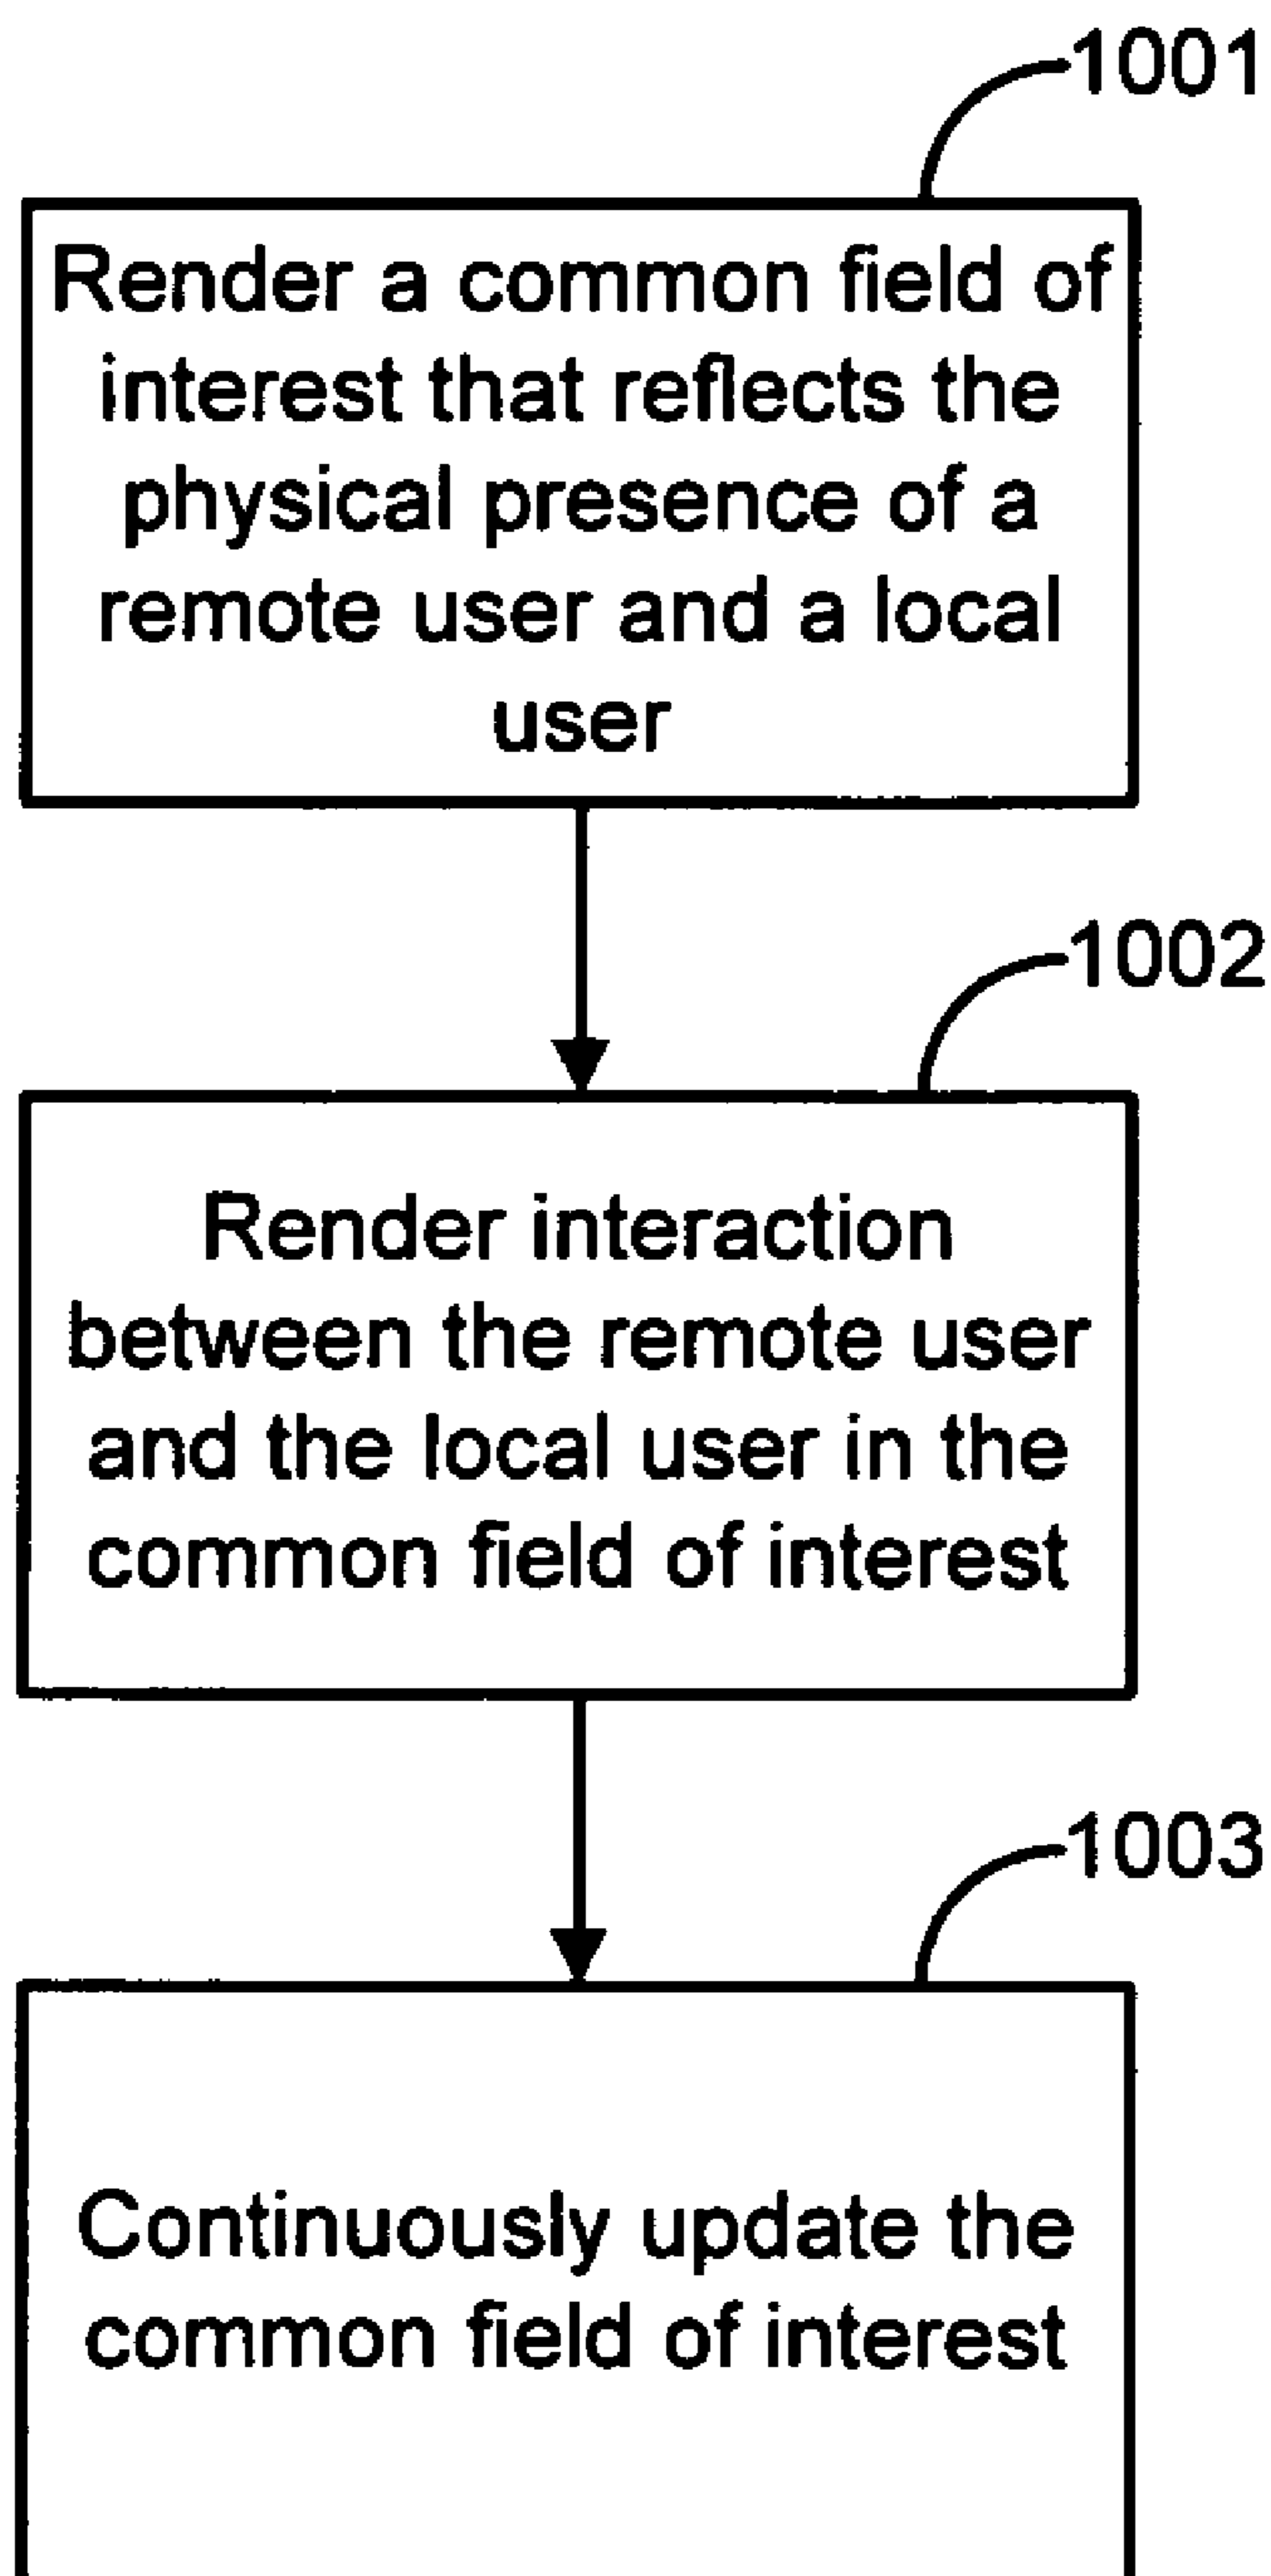 1001
Render a common field of
interest that reflects the
physical presence of a
remote user and a local
user
1002
Render interaction
between the remote user
and the local user in the
common field of interest
1003
Continuously update the
common field of interest